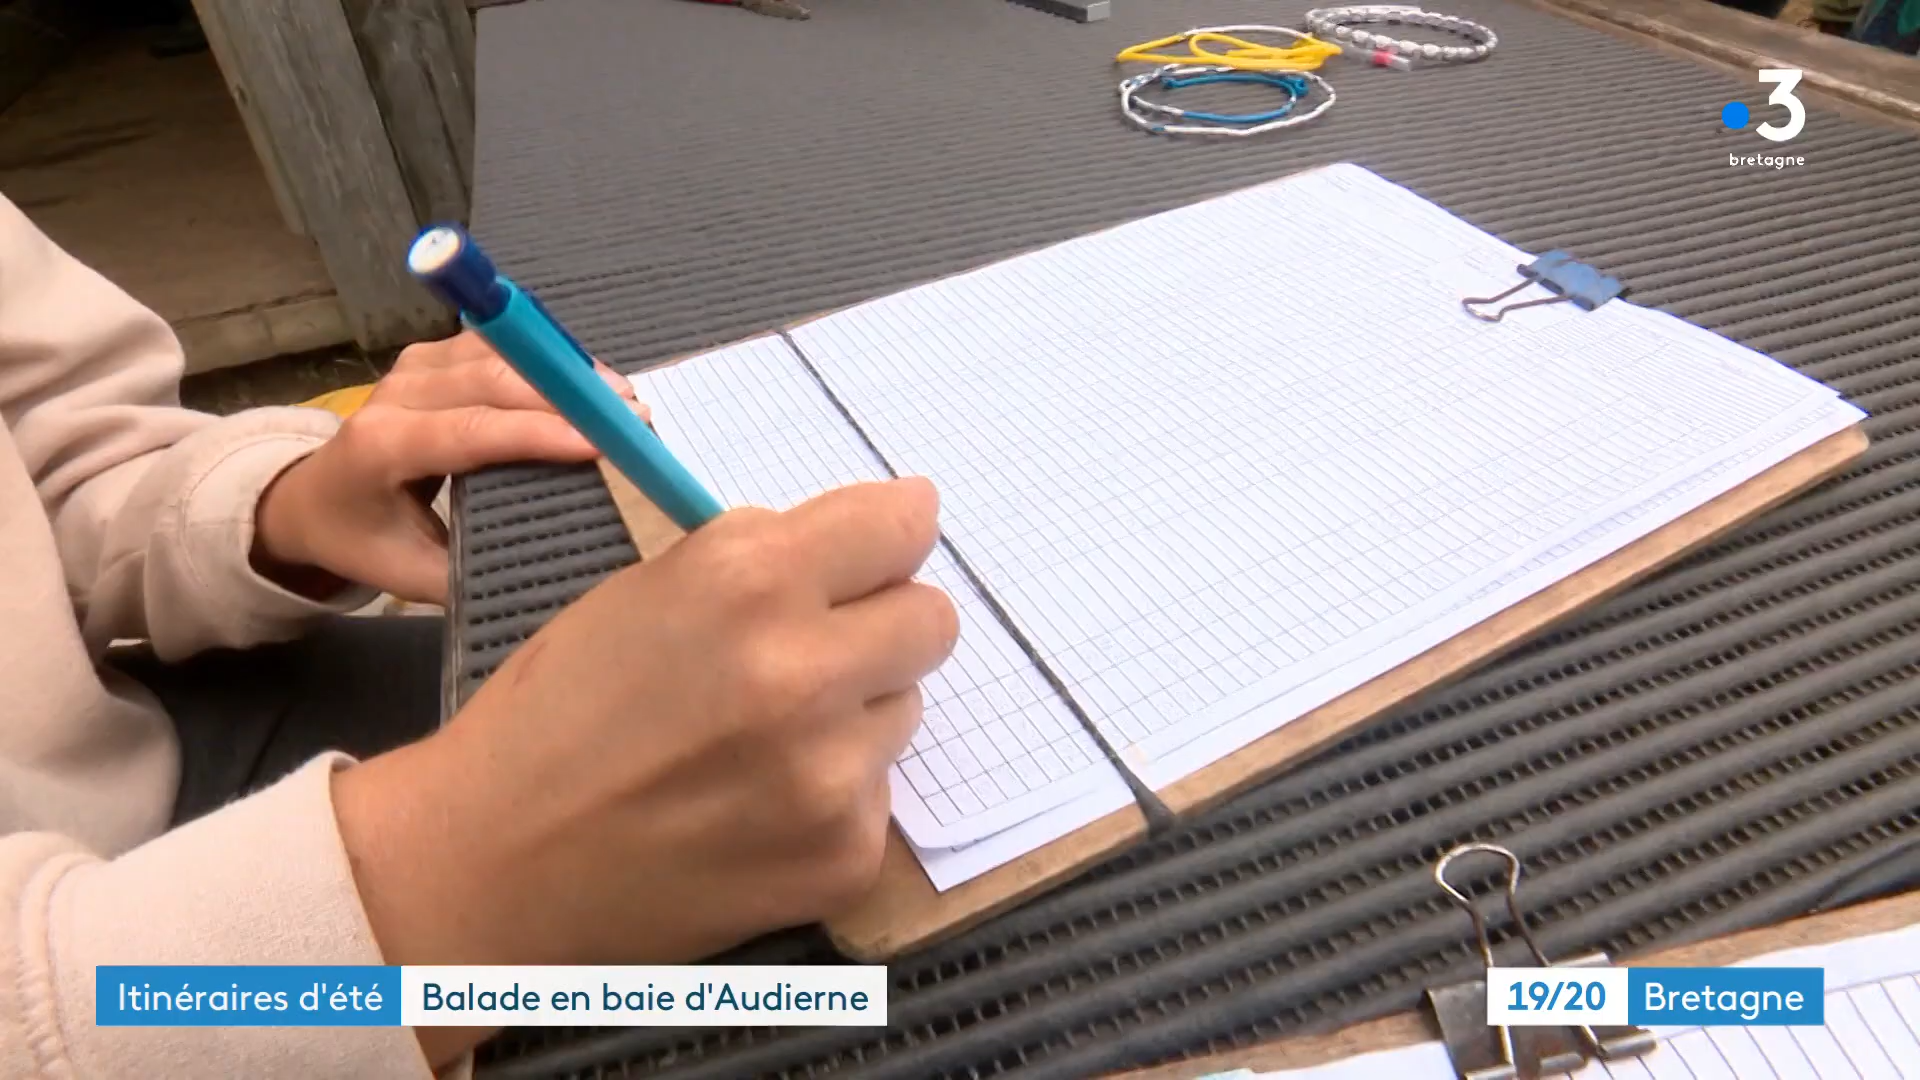 3
bretagne
Itinéraires d'été
Balade en baie d'Audierne
19/20
Bretagne